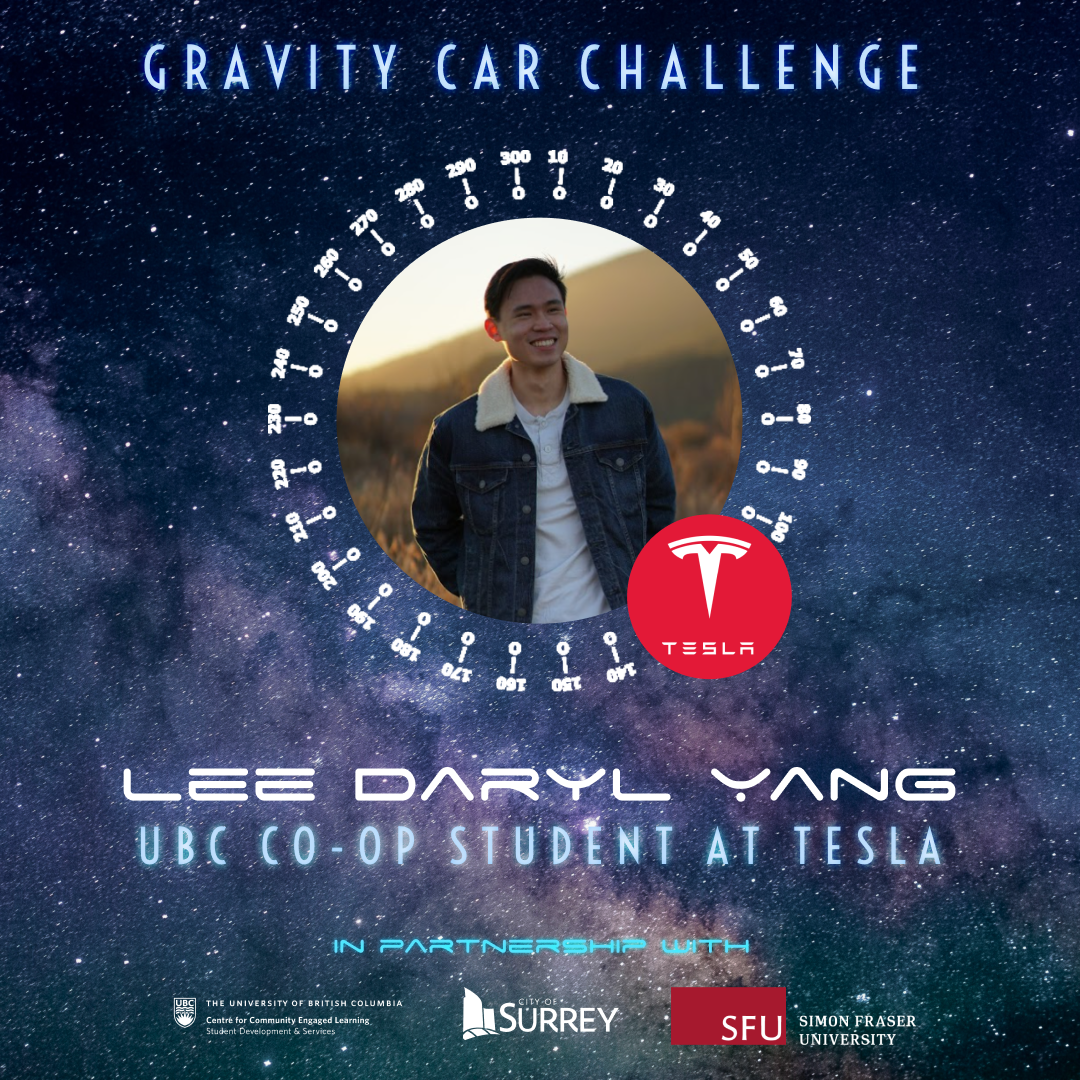 GRAVITY CAR CHALLENGE
300 10
290 20
280 30
270 40
260 50
250 60
240 70
230 80
220 90
210 100
200
190
180
170 140
160 150
TESLA
LEE DARYL YANG
UBC CO-OP STUDENT AT TESLA
IN PARTNERSHIP WITH
UBC
THE UNIVERSITY OF BRITISH COLUMBIA
Centre for Community Engaged Learning
Student Development & Services
CITY OF
SURREY
SFU
SIMON FRASER
UNIVERSITY